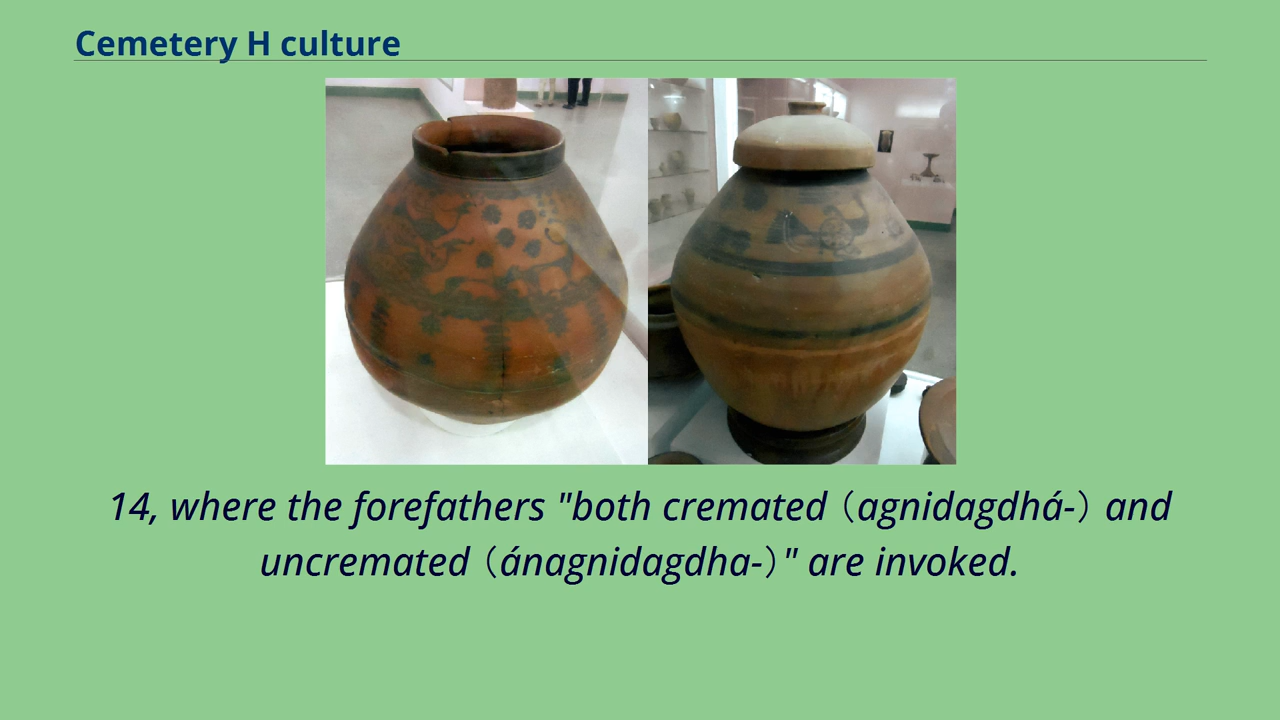 Cemetery H culture
14, where the forefathers "both cremated（agnidagdhá-）and
uncremated（ánagnidagdha-）" are invoked.